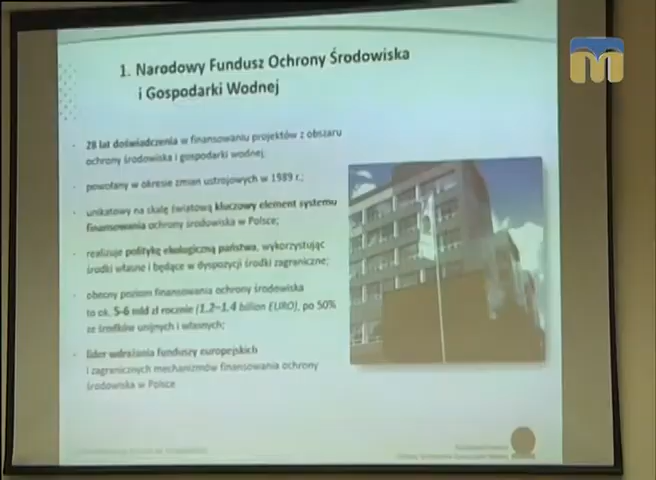 1. Narodowy Fundusz Ochrony Środowiska
i Gospodarki Wodnej
- 28 lat doświadczenia w finansowaniu projektów z obszaru
ochrony środowiska i gospodarki wodnej;
- powołany w okresie zmian ustrojowych w 1989 r.;
- unikatowy na skalę światową kluczowy element systemu
finansowania ochrony środowiska w Polsce;
- realizuje politykę ekologiczną państwa, wykorzystując
środki własne i będące w dyspozycji środki zagraniczne;
- obecny poziom finansowania ochrony środowiska
to ok. 5-6 mld zł rocznie (1,2-1,4 bilion EURO), po 50%
ze środków unijnych i własnych;
- lider wdrażania funduszy europejskich
i zagranicznych mechanizmów finansowania ochrony
środowiska w Polsce